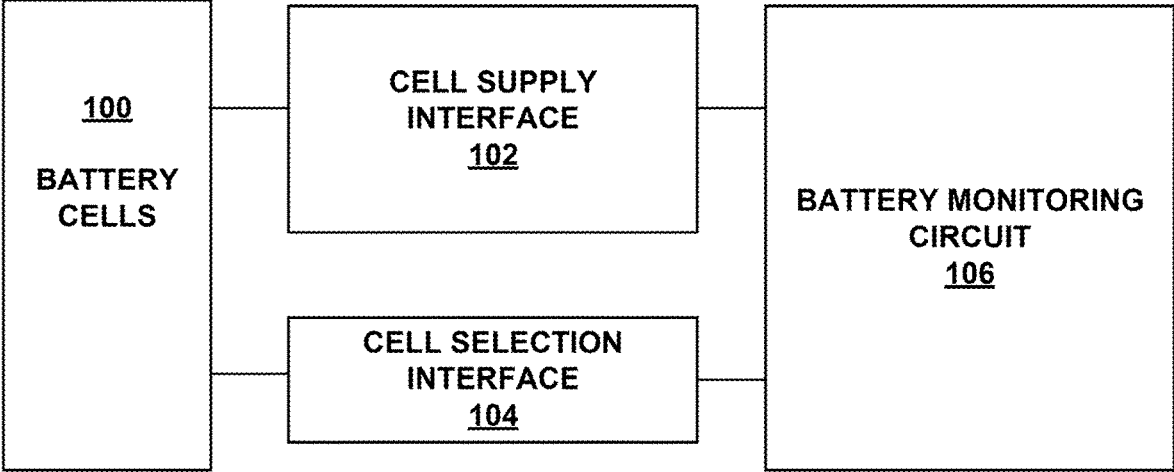 100
BATTERY
CELLS
CELL SUPPLY
INTERFACE
102
CELL SELECTION
INTERFACE
104
BATTERY MONITORING
CIRCUIT
106